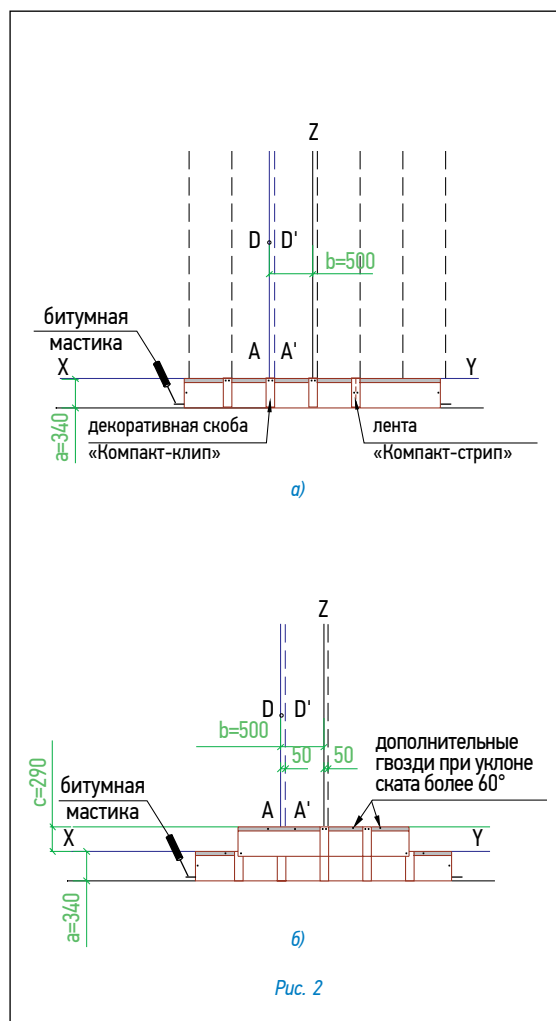 Z
D D'
b=500
битумная
мастика
A A'
X
Y
a=340
декоративная скоба
«Компакт-клип»
лента
«Компакт-стрип»
а)
Z
D D'
b=500
50
50
дополнительные
гвозди при уклоне
ската более 60°
c=290
битумная
мастика
A A'
X
Y
a=340
б)
Рис. 2